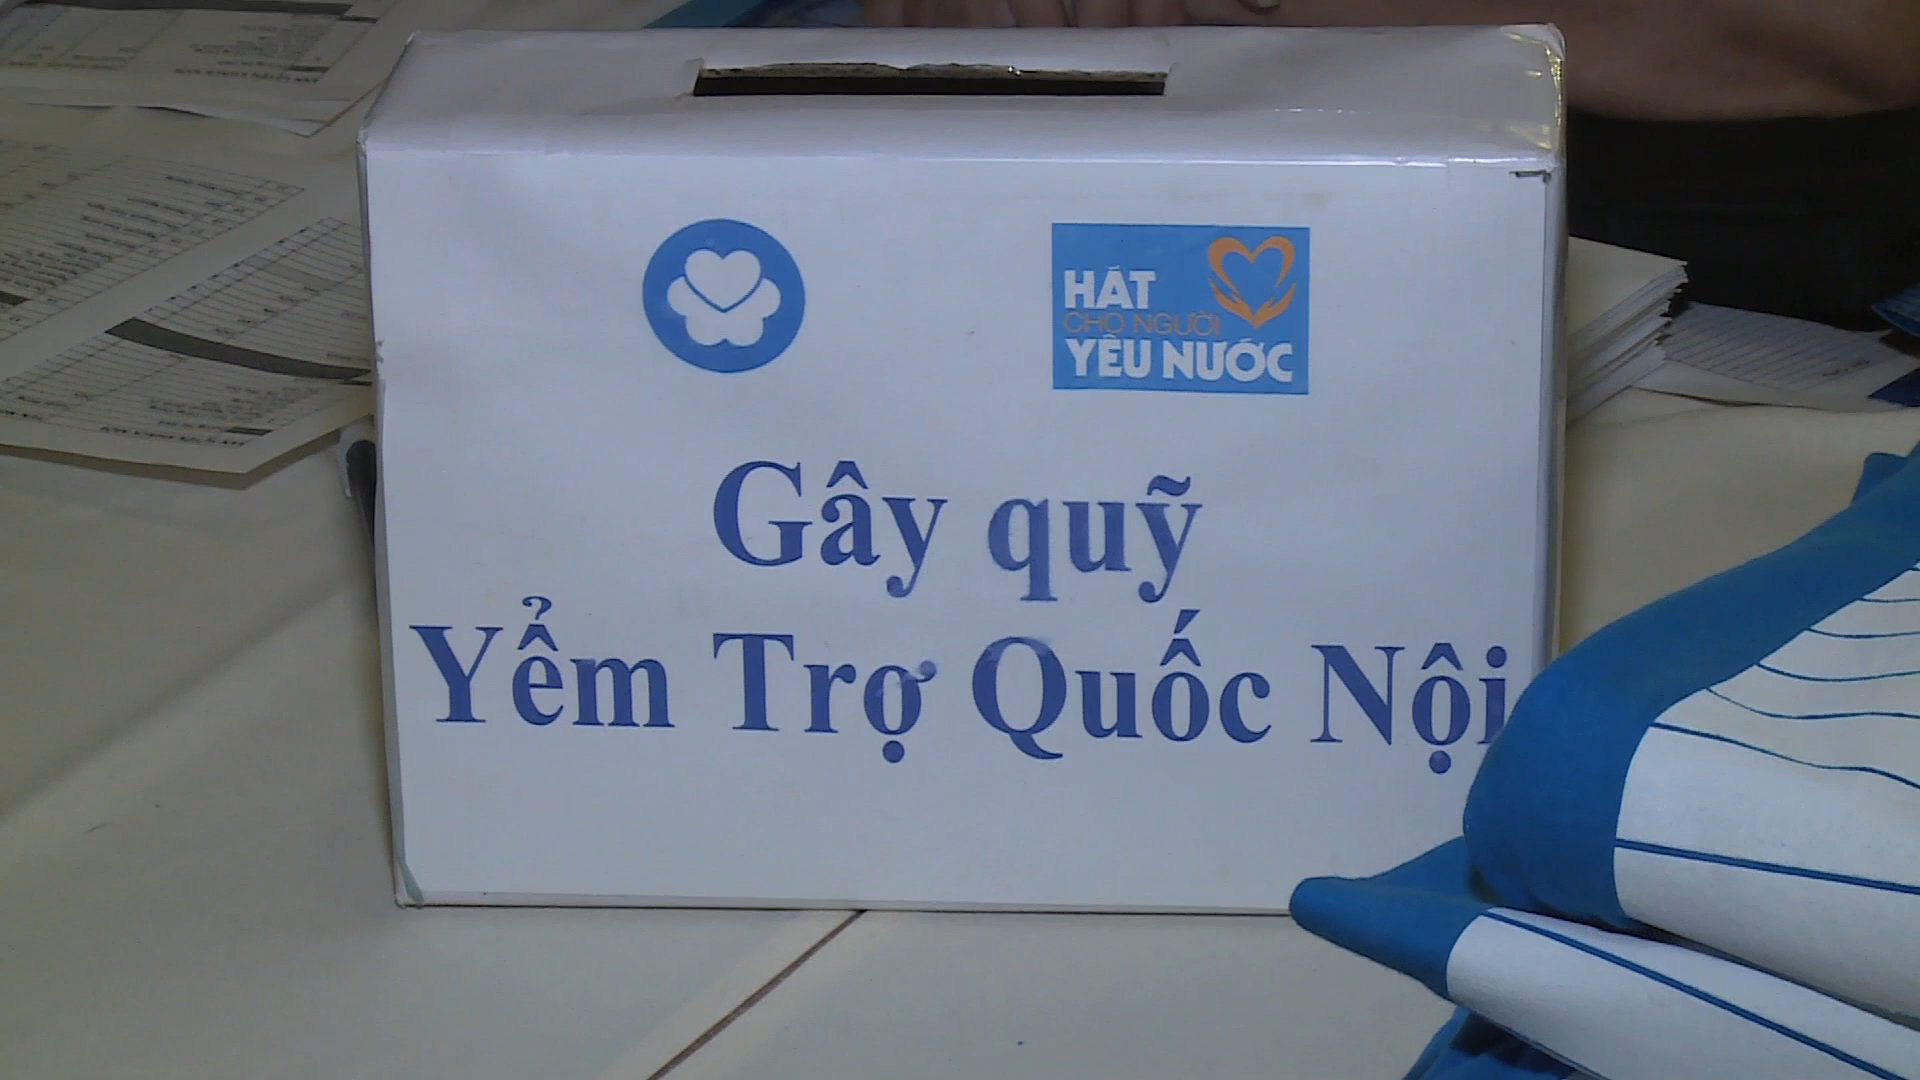 HÁT
CHO NGƯỜI
YÊU NƯỚC
Gây quỹ
Yểm Trợ Quốc Nội